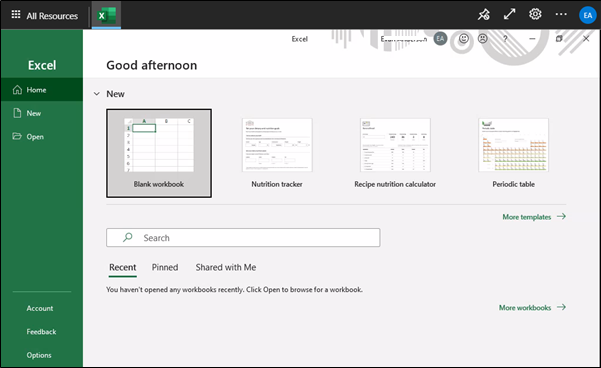 All Resources
EA
Excel
EA
Excel
Good afternoon
Home
New
Open
New
A B C
1
2
3
4
5
6
7
Blank workbook
Nutrition tracker
Recipe nutrition calculator
Periodic table
More templates
Search
Recent Pinned Shared with Me
You haven't opened any workbooks recently. Click Open to browse for a workbook.
More workbooks
Account
Feedback
Options